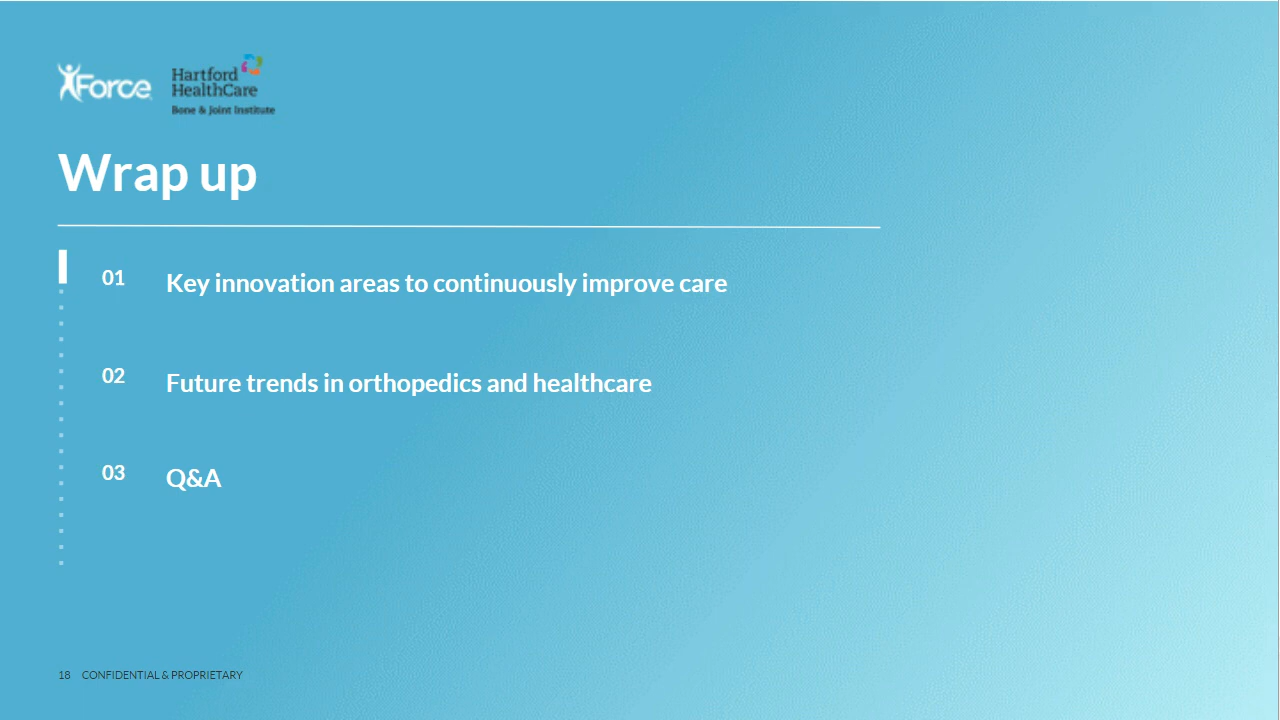 Force
Hartford
HealthCare
Bone & Joint Institute
Wrap up
01 Key innovation areas to continuously improve care
02 Future trends in orthopedics and healthcare
03 Q&A
18 CONFIDENTIAL & PROPRIETARY